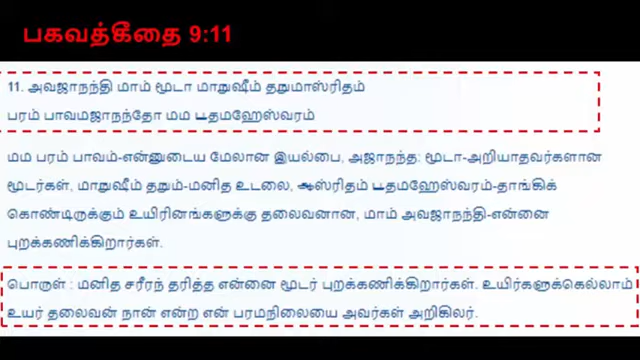 பகவத்கீதை 9:11
11. அவஜாநந்தி மாம் மூடா மாநுஷீம் தநுமாஸ்ரிதம்
பரம் பாவமஜாநந்தோ மம பூதமஹேஸ்வரம்
மம பரம் பாவம்-என்னுடைய மேலான இயல்பை, அஜாநந்த: மூடா-அறியாதவர்களான
மூடர்கள், மாநுஷீம் தநும்-மனித உடலை, ஆஸ்ரிதம் பூதமஹேஸ்வரம்-தாங்கிக்
கொண்டிருக்கும் உயிரினங்களுக்கு தலைவனான, மாம் அவஜாநந்தி-என்னை
புறக்கணிக்கிறார்கள்.
பொருள் : மனித சரீரந் தரித்த என்னை மூடர் புறக்கணிக்கிறார்கள். உயிர்களுக்கெல்லாம்
உயர் தலைவன் நான் என்ற என் பரமநிலையை அவர்கள் அறிகிலர்.